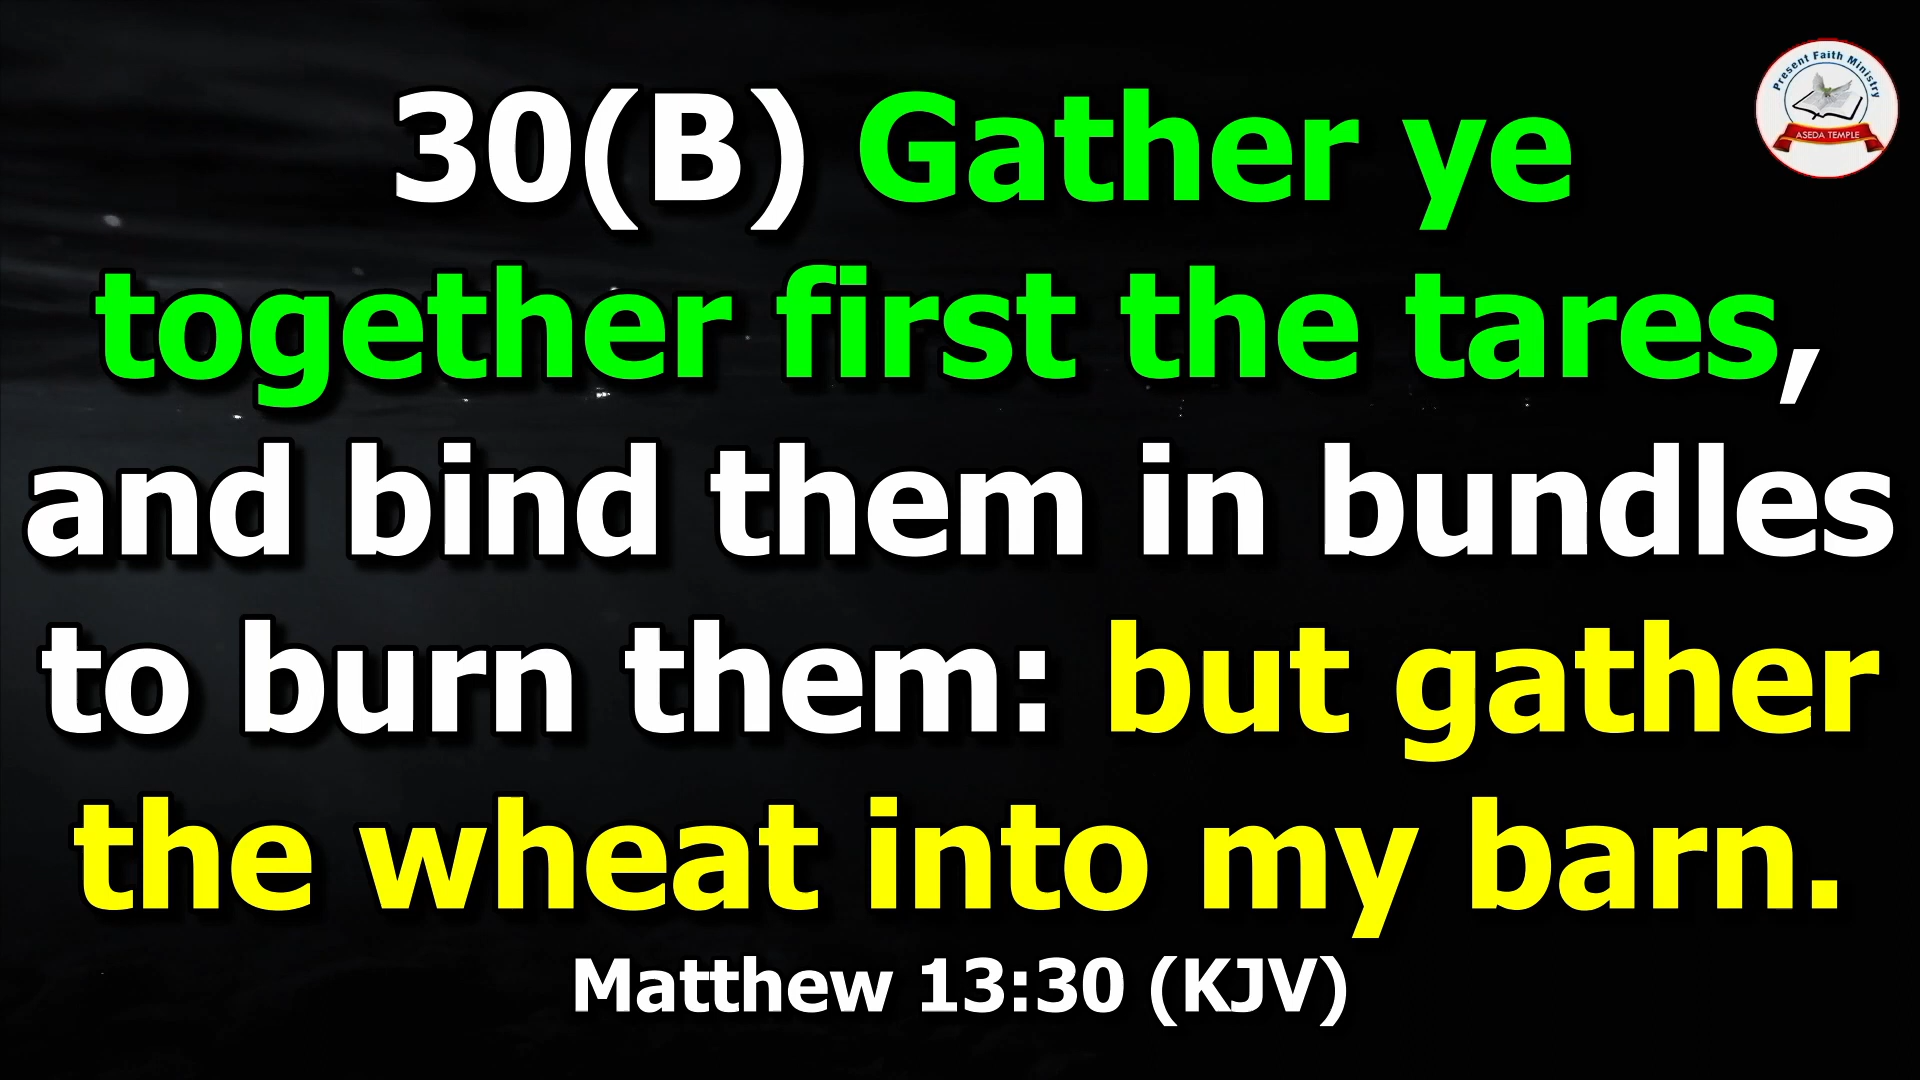 30(B) Gather ye
together first the tares,
and bind them in bundles
to burn them: but gather
the wheat into my barn.
Matthew 13:30 (KJV)
Present Faith Ministry
ASEDA TEMPLE